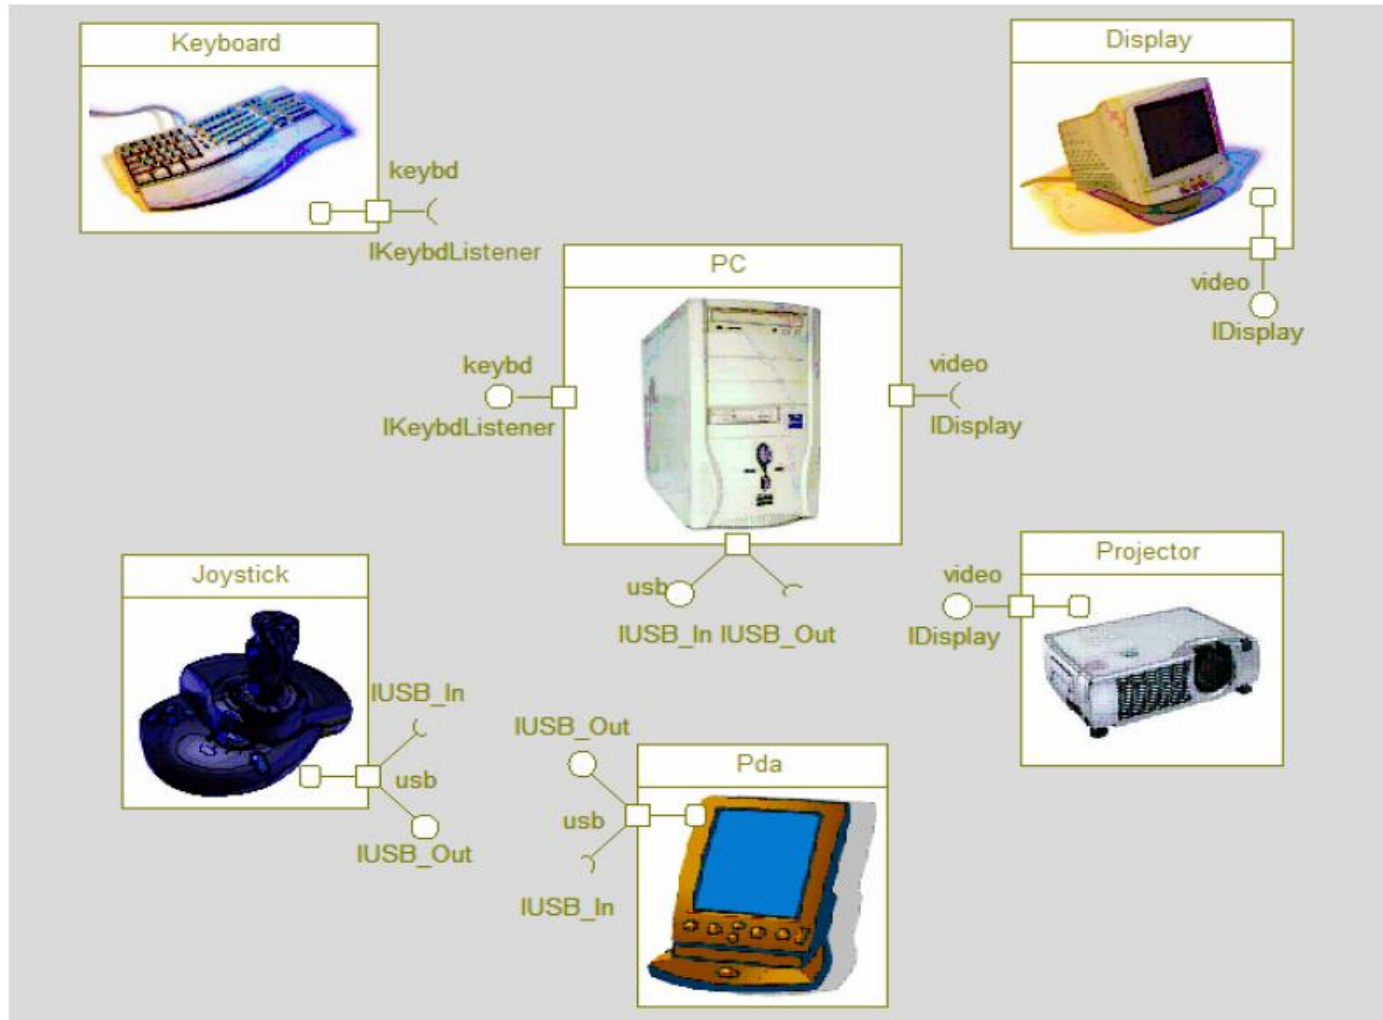 Keyboard
Display
keybd
IKeybdListener
PC
video
IDisplay
keybd
IKeybdListener
video
IDisplay
Joystick
usb
IUSB_In IUSB_Out
video
IDisplay
Projector
IUSB_In
usb
IUSB_Out
IUSB_Out
usb
IUSB_In
Pda